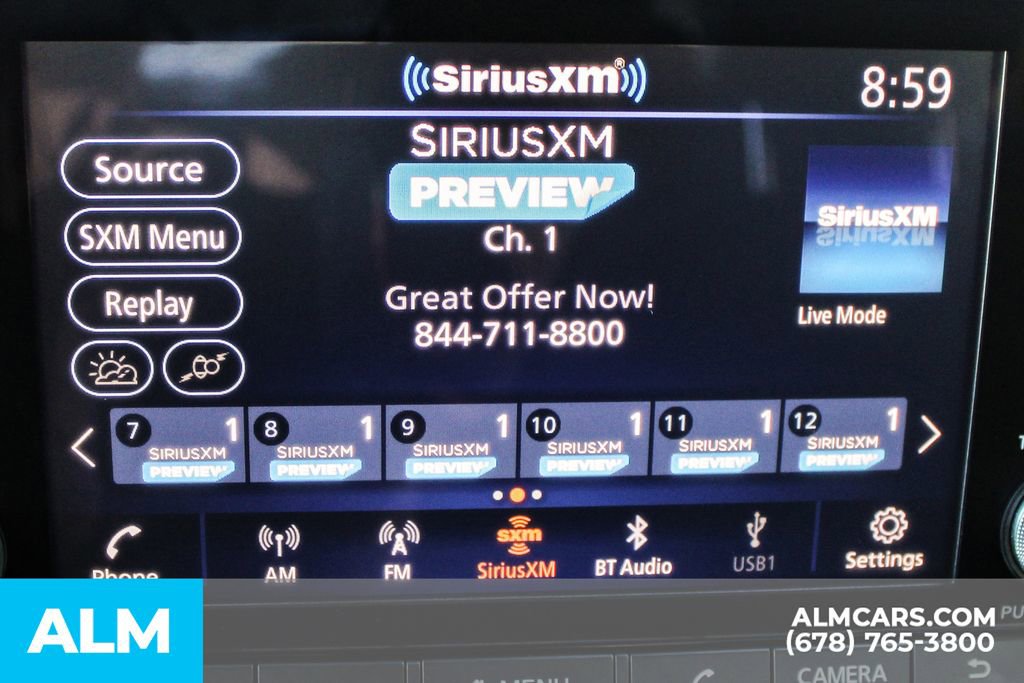 SiriusXm®
8:59
SIRIUSXM
PREVIEW
Ch. 1
Source
SXM Menu
Replay
Great Offer Now!
844-711-8800
SiriusXM
Live Mode
7 1
SIRIUSXM
PREVIEW
8 1
SIRIUSXM
PREVIEW
9 1
SIRIUSXM
PREVIEW
10 1
SIRIUSXM
PREVIEW
11 1
SIRIUSXM
PREVIEW
12 1
SIRIUSXM
PREVIEW
Phone
AM
FM
sxm
SiriusXM
BT Audio
USB1
Settings
ALM
ALMCARS.COM
(678) 765-3800
MENU
CAMERA